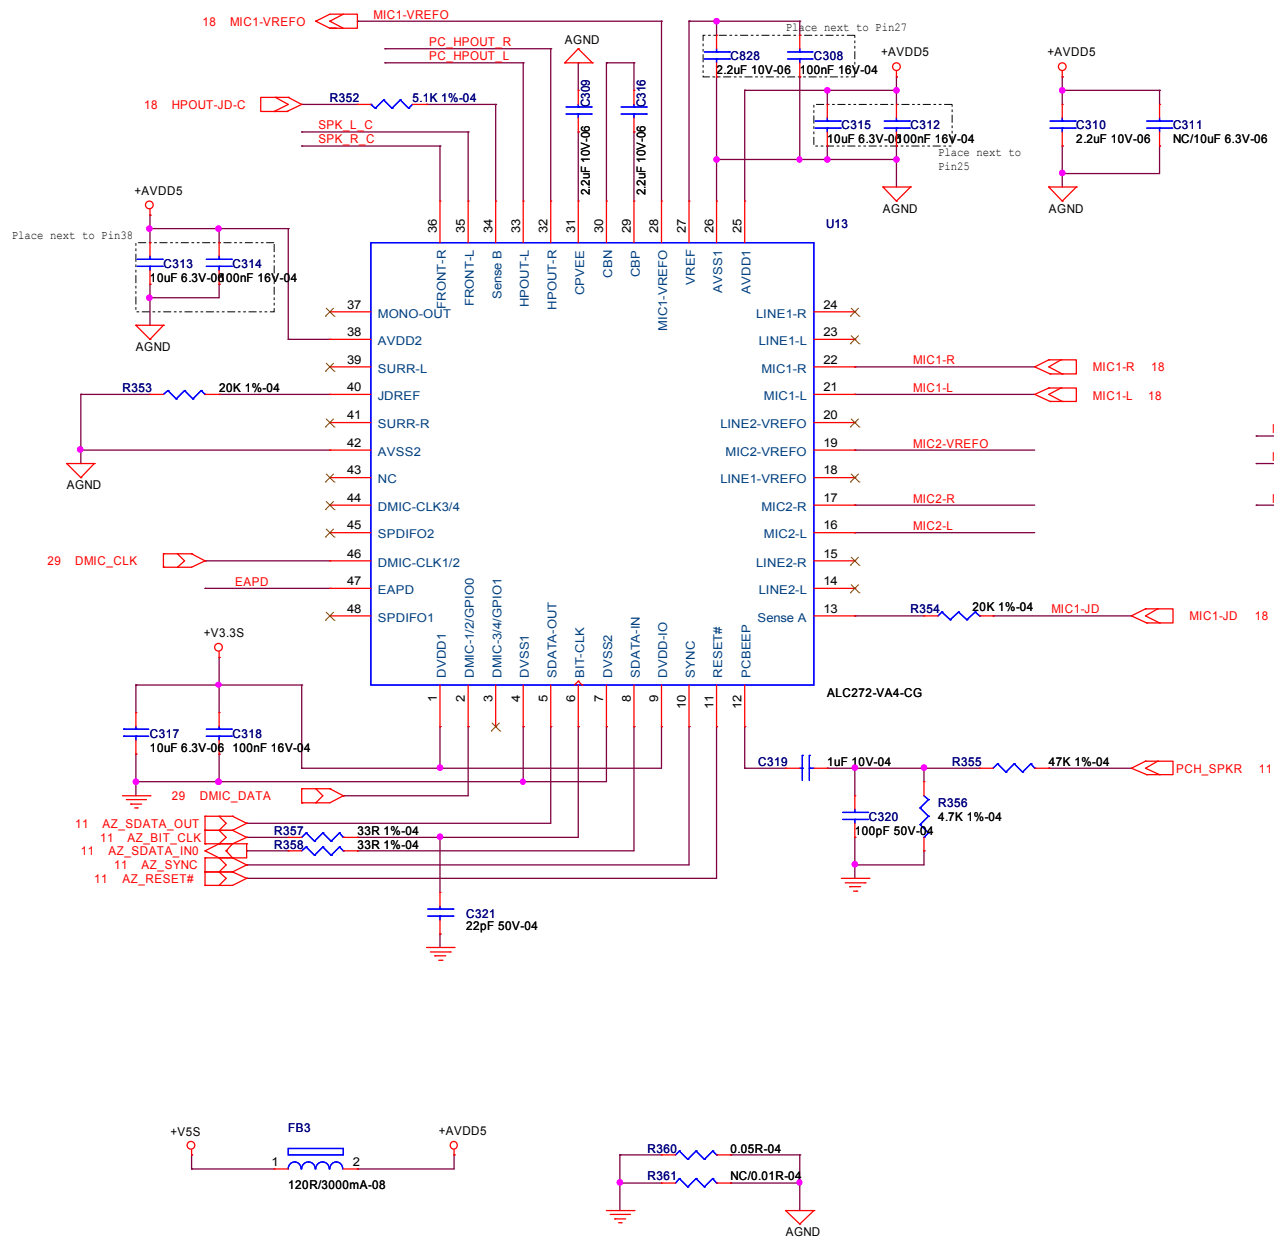 18 MIC1-VREFO MIC1-VREFO
PC_HPOUT_R
PC_HPOUT_L
AGND
Place next to Pin27
C828
2.2uF 10V-06
C308
100nF 16V-04
+AVDD5
+AVDD5
18 HPOUT-JD-C
R352 5.1K 1%-04
C309
2.2uF 10V-06
C316
2.2uF 10V-06
SPK_L_C
SPK_R_C
C315
10uF 6.3V-06
C312
100nF 16V-04
Place next to
Pin25
C310
2.2uF 10V-06
C311
NC/10uF 6.3V-06
AGND
AGND
+AVDD5
Place next to Pin38
C313
10uF 6.3V-06
C314
100nF 16V-04
AGND
U13
36 35 34 33 32 31 30 29 28 27 26 25
FRONT-R
FRONT-L
Sense B
HPOUT-L
HPOUT-R
CPVEE
CBN
CBP
MIC1-VREFO
VREF
AVSS1
AVDD1
37 MONO-OUT
38 AVDD2
39 SURR-L
40 JDREF
41 SURR-R
42 AVSS2
43 NC
44 DMIC-CLK3/4
45 SPDIFO2
46 DMIC-CLK1/2
47 EAPD
48 SPDIFO1
R353 20K 1%-04
AGND
29 DMIC_CLK
EAPD
LINE1-R 24
LINE1-L 23
MIC1-R 22 MIC1-R MIC1-R 18
MIC1-L 21 MIC1-L MIC1-L 18
LINE2-VREFO 20
MIC2-VREFO 19 MIC2-VREFO
LINE1-VREFO 18
MIC2-R 17 MIC2-R
MIC2-L 16 MIC2-L
LINE2-R 15
LINE2-L 14
Sense A 13 R354 20K 1%-04 MIC1-JD MIC1-JD 18
DVDD1
DMIC-1/2/GPIO0
DMIC-3/4/GPIO1
DVSS1
SDATA-OUT
BIT-CLK
DVSS2
SDATA-IN
DVDD-IO
SYNC
RESET#
PCBEEP
1 2 3 4 5 6 7 8 9 10 11 12
ALC272-VA4-CG
+V3.3S
C317
10uF 6.3V-06
C318
100nF 16V-04
29 DMIC_DATA
11 AZ_SDATA_OUT
11 AZ_BIT_CLK R357 33R 1%-04
11 AZ_SDATA_IN0 R358 33R 1%-04
11 AZ_SYNC
11 AZ_RESET#
C321
22pF 50V-04
C319 1uF 10V-04
R355 47K 1%-04
PCH_SPKR 11
C320
100pF 50V-04
R356
4.7K 1%-04
+V5S
FB3
1 2
120R/3000mA-08
+AVDD5
R360 0.05R-04
R361 NC/0.01R-04
AGND